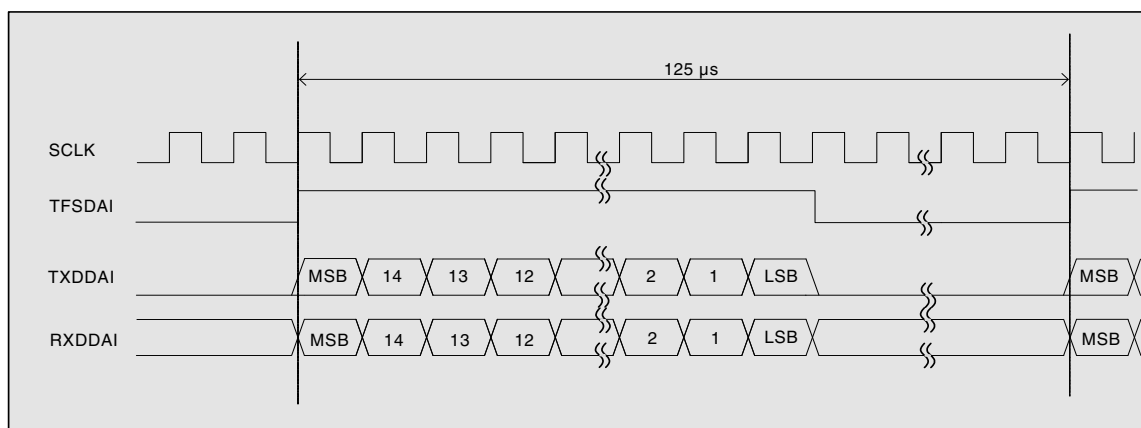 125 µs
SCLK
TFSDAI
TXDDAI MSB 14 13 12 2 1 LSB MSB
RXDDAI MSB 14 13 12 2 1 LSB MSB